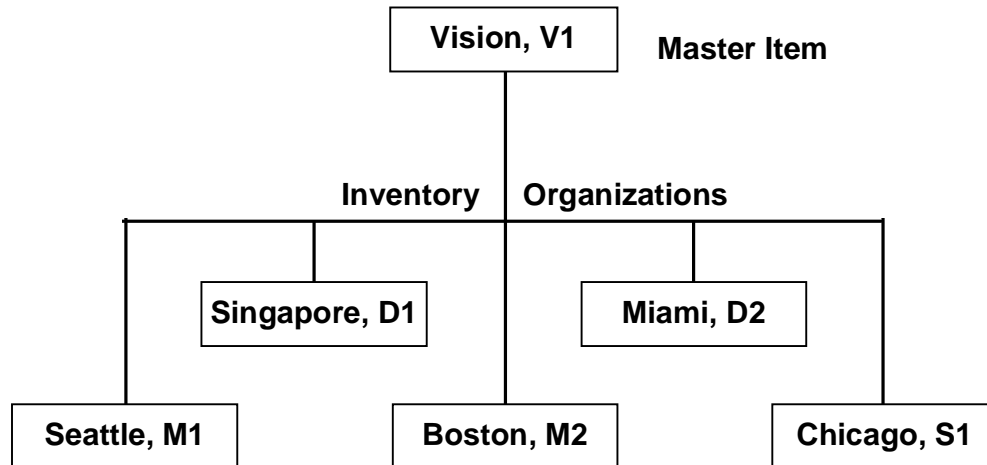 Vision, V1
Master Item
Inventory Organizations
Singapore, D1
Miami, D2
Seattle, M1
Boston, M2
Chicago, S1